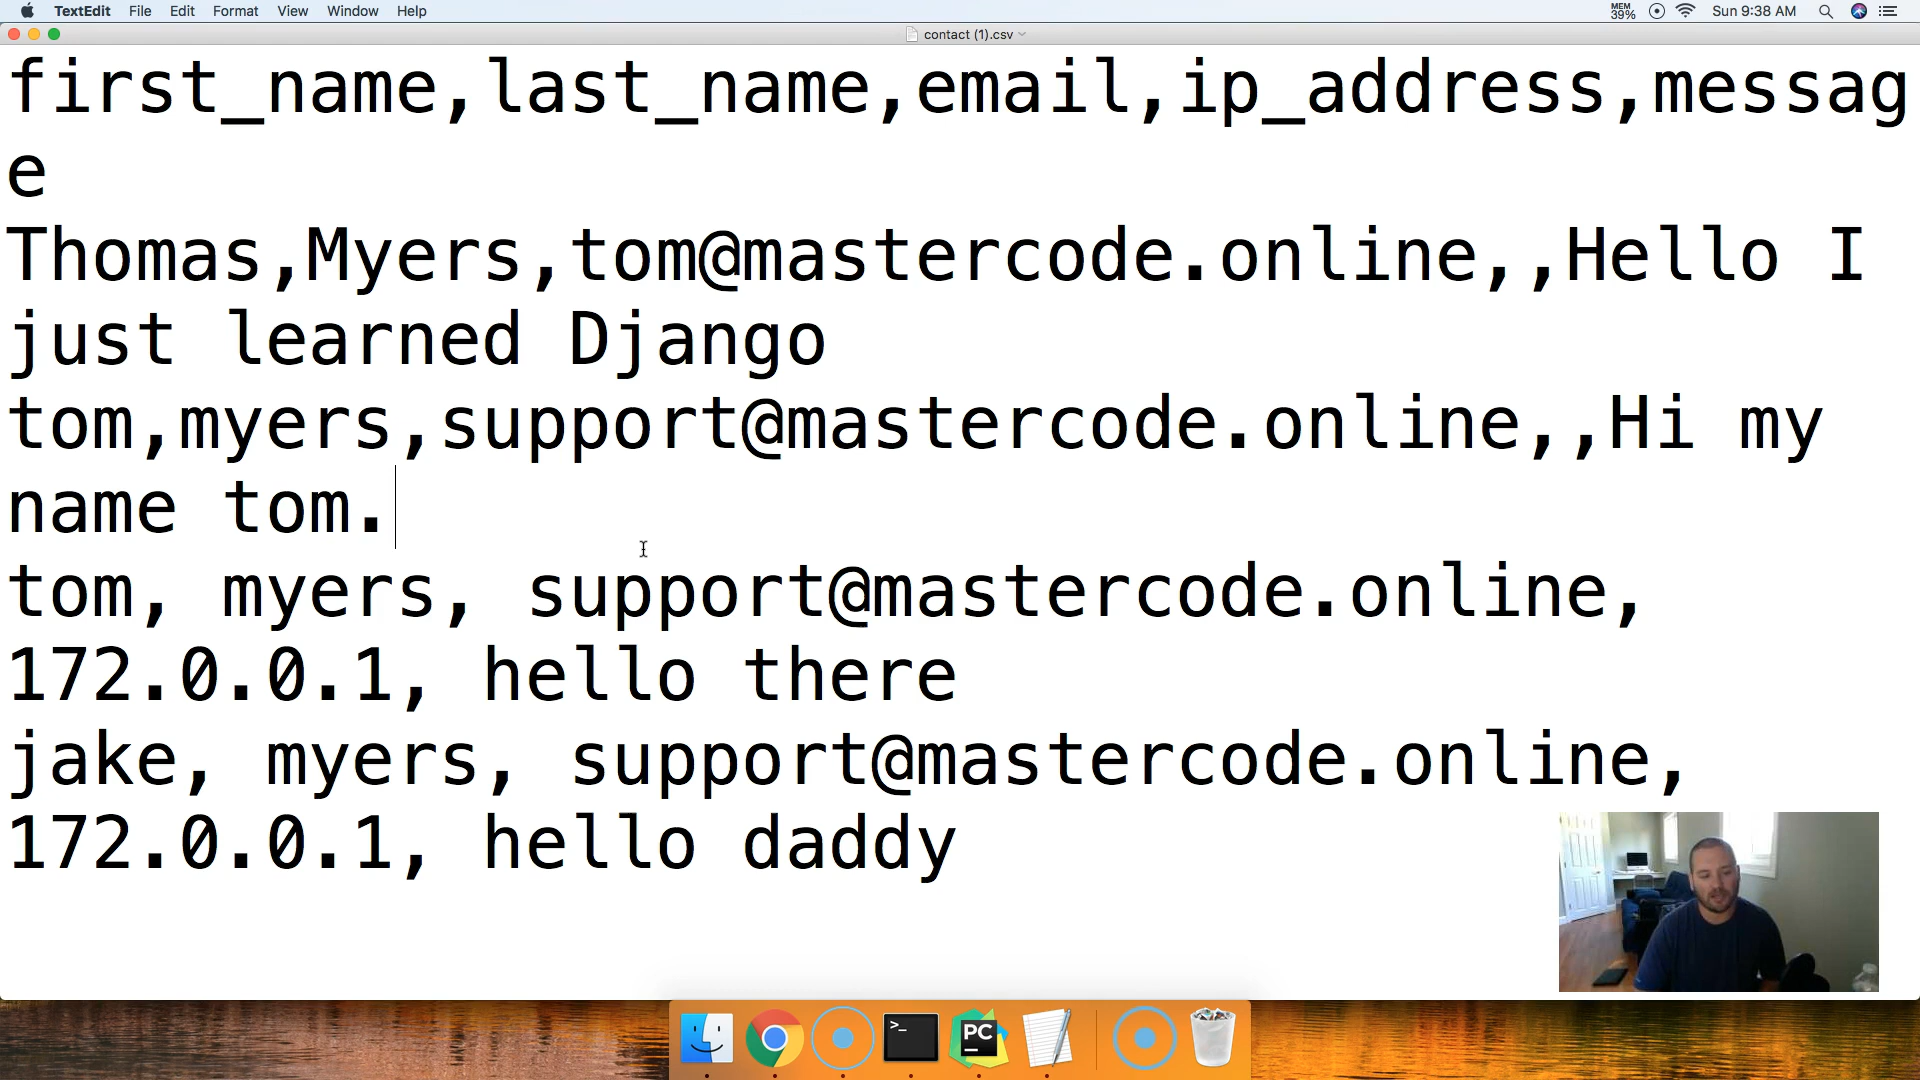 TextEdit File Edit Format View Window Help
MEM 39% Sun 9:38 AM
contact (1).csv
first_name,last_name,email,ip_address,messag
e
Thomas,Myers,tom@mastercode.online,,Hello I
just learned Django
tom,myers,support@mastercode.online,,Hi my
name tom.
tom, myers, support@mastercode.online,
172.0.0.1, hello there
jake, myers, support@mastercode.online,
172.0.0.1, hello daddy
>_
PC